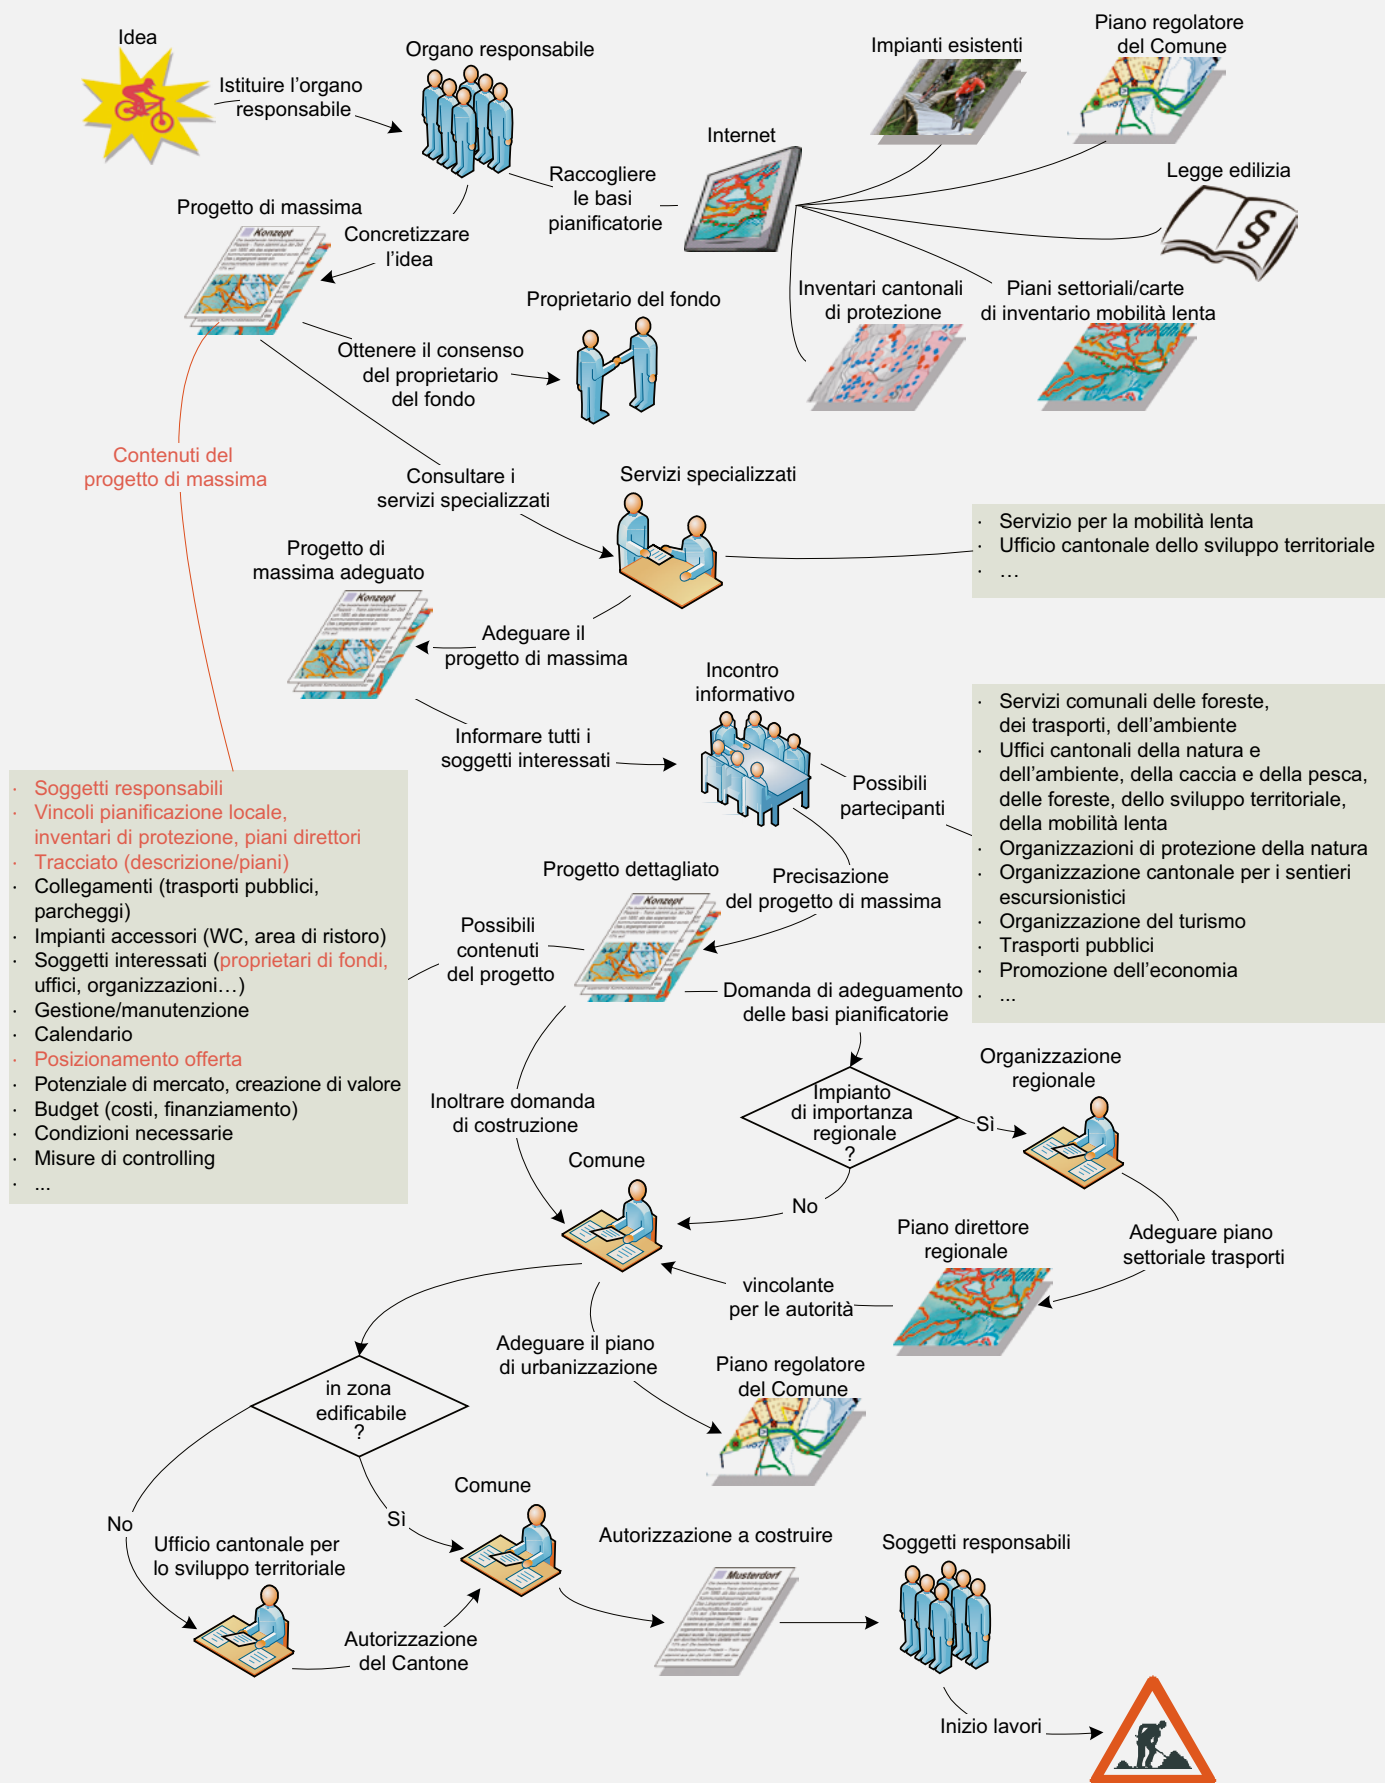 Idea
Istituire l'organo
responsabile
Organo responsabile
Impianti esistenti
Piano regolatore
del Comune
Internet
Raccogliere
le basi
pianificatorie
Legge edilizia
§
Progetto di massima
Konzept
Concretizzare
l'idea
Inventari cantonali
di protezione
Piani settoriali/carte
di inventario mobilità lenta
Proprietario del fondo
Ottenere il consenso
del proprietario
del fondo
Contenuti del
progetto di massima
Consultare i
servizi specializzati
Servizi specializzati
· Servizio per la mobilità lenta
· Ufficio cantonale dello sviluppo territoriale
· …
Progetto di
massima adeguato
Konzept
Adeguare il
progetto di massima
Incontro
informativo
Informare tutti i
soggetti interessati
Possibili
partecipanti
· Servizi comunali delle foreste,
dei trasporti, dell'ambiente
· Uffici cantonali della natura e
dell'ambiente, della caccia e della pesca,
delle foreste, dello sviluppo territoriale,
della mobilità lenta
· Organizzazioni di protezione della natura
· Organizzazione cantonale per i sentieri
escursionistici
· Organizzazione del turismo
· Trasporti pubblici
· Promozione dell'economia
· ...
· Soggetti responsabili
· Vincoli pianificazione locale,
inventari di protezione, piani direttori
· Tracciato (descrizione/piani)
· Collegamenti (trasporti pubblici,
parcheggi)
· Impianti accessori (WC, area di ristoro)
· Soggetti interessati (proprietari di fondi,
uffici, organizzazioni…)
· Gestione/manutenzione
· Calendario
· Posizionamento offerta
· Potenziale di mercato, creazione di valore
· Budget (costi, finanziamento)
· Condizioni necessarie
· Misure di controlling
· ...
Progetto dettagliato
Konzept
Precisazione
del progetto di massima
Possibili
contenuti
del progetto
Domanda di adeguamento
delle basi pianificatorie
Inoltrare domanda
di costruzione
Impianto
di importanza
regionale
?
Sì
Organizzazione
regionale
Comune
No
Piano direttore
regionale
Adeguare piano
settoriale trasporti
vincolante
per le autorità
Adeguare il piano
di urbanizzazione
Piano regolatore
del Comune
in zona
edificabile
?
No
Sì
Comune
Ufficio cantonale per
lo sviluppo territoriale
Autorizzazione
del Cantone
Autorizzazione a costruire
Musterdorf
Soggetti responsabili
Inizio lavori